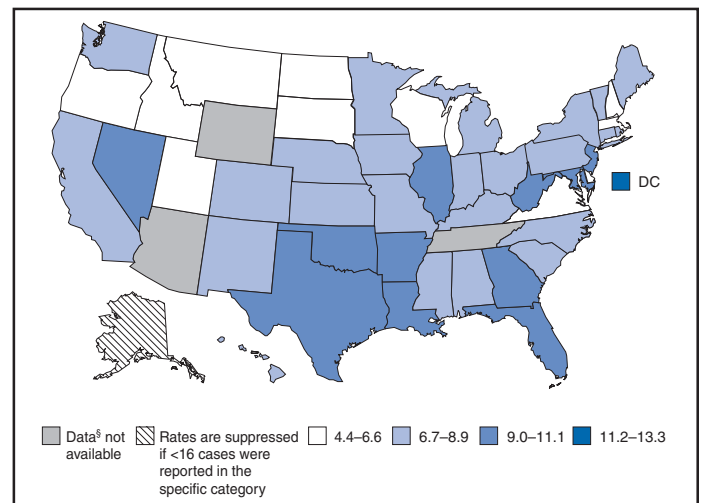 DC
Data§ not
available
Rates are suppressed
if <16 cases were
reported in the
specific category
4.4–6.6
6.7–8.9
9.0–11.1
11.2–13.3